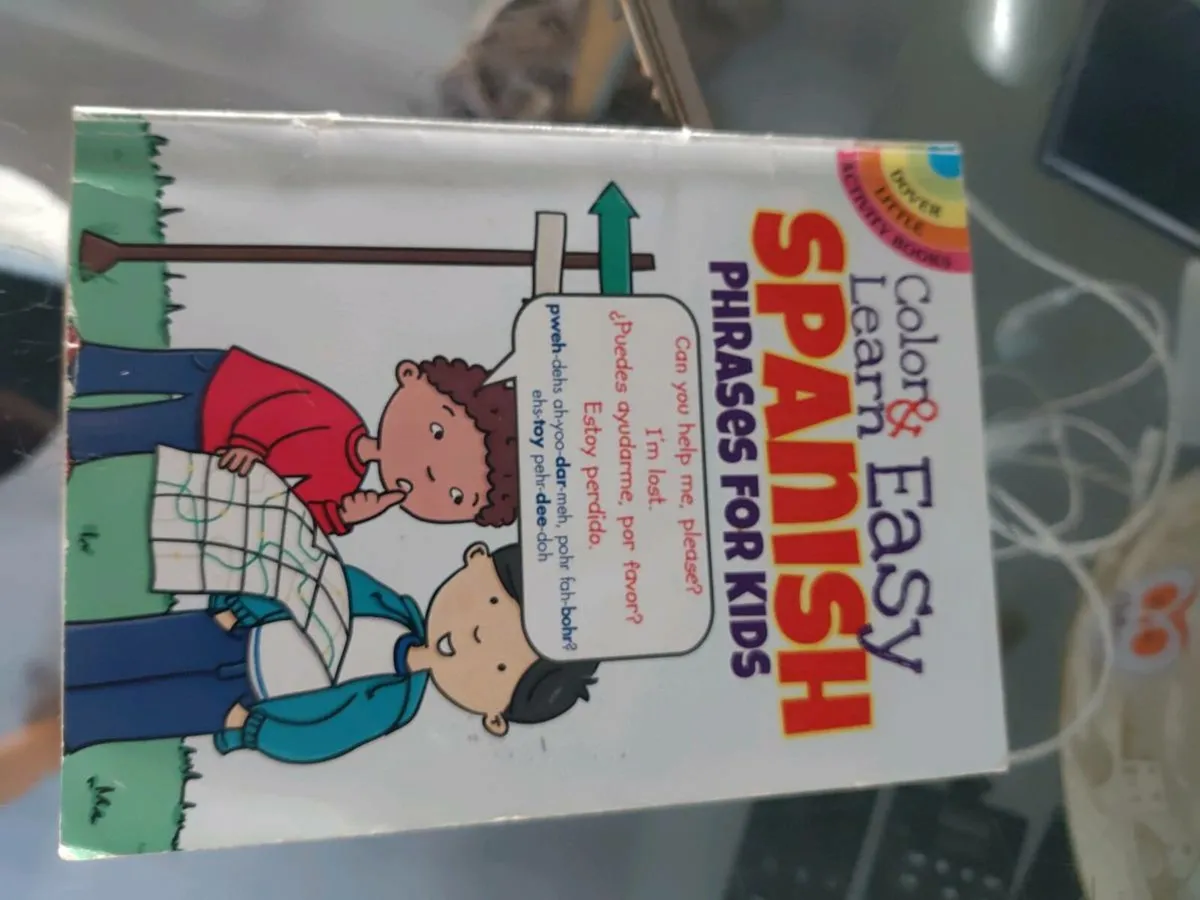 DOVER
LITTLE
ACTIVITY BOOKS
Color & Learn Easy
SPANISH
PHRASES FOR KIDS
Can you help me, please?
I'm lost.
¿Puedes ayudarme, por favor?
Estoy perdido.
pweh-dehs ah-yoo-dar-meh, pohr fah-bohr?
ehs-toy pehr-dee-doh